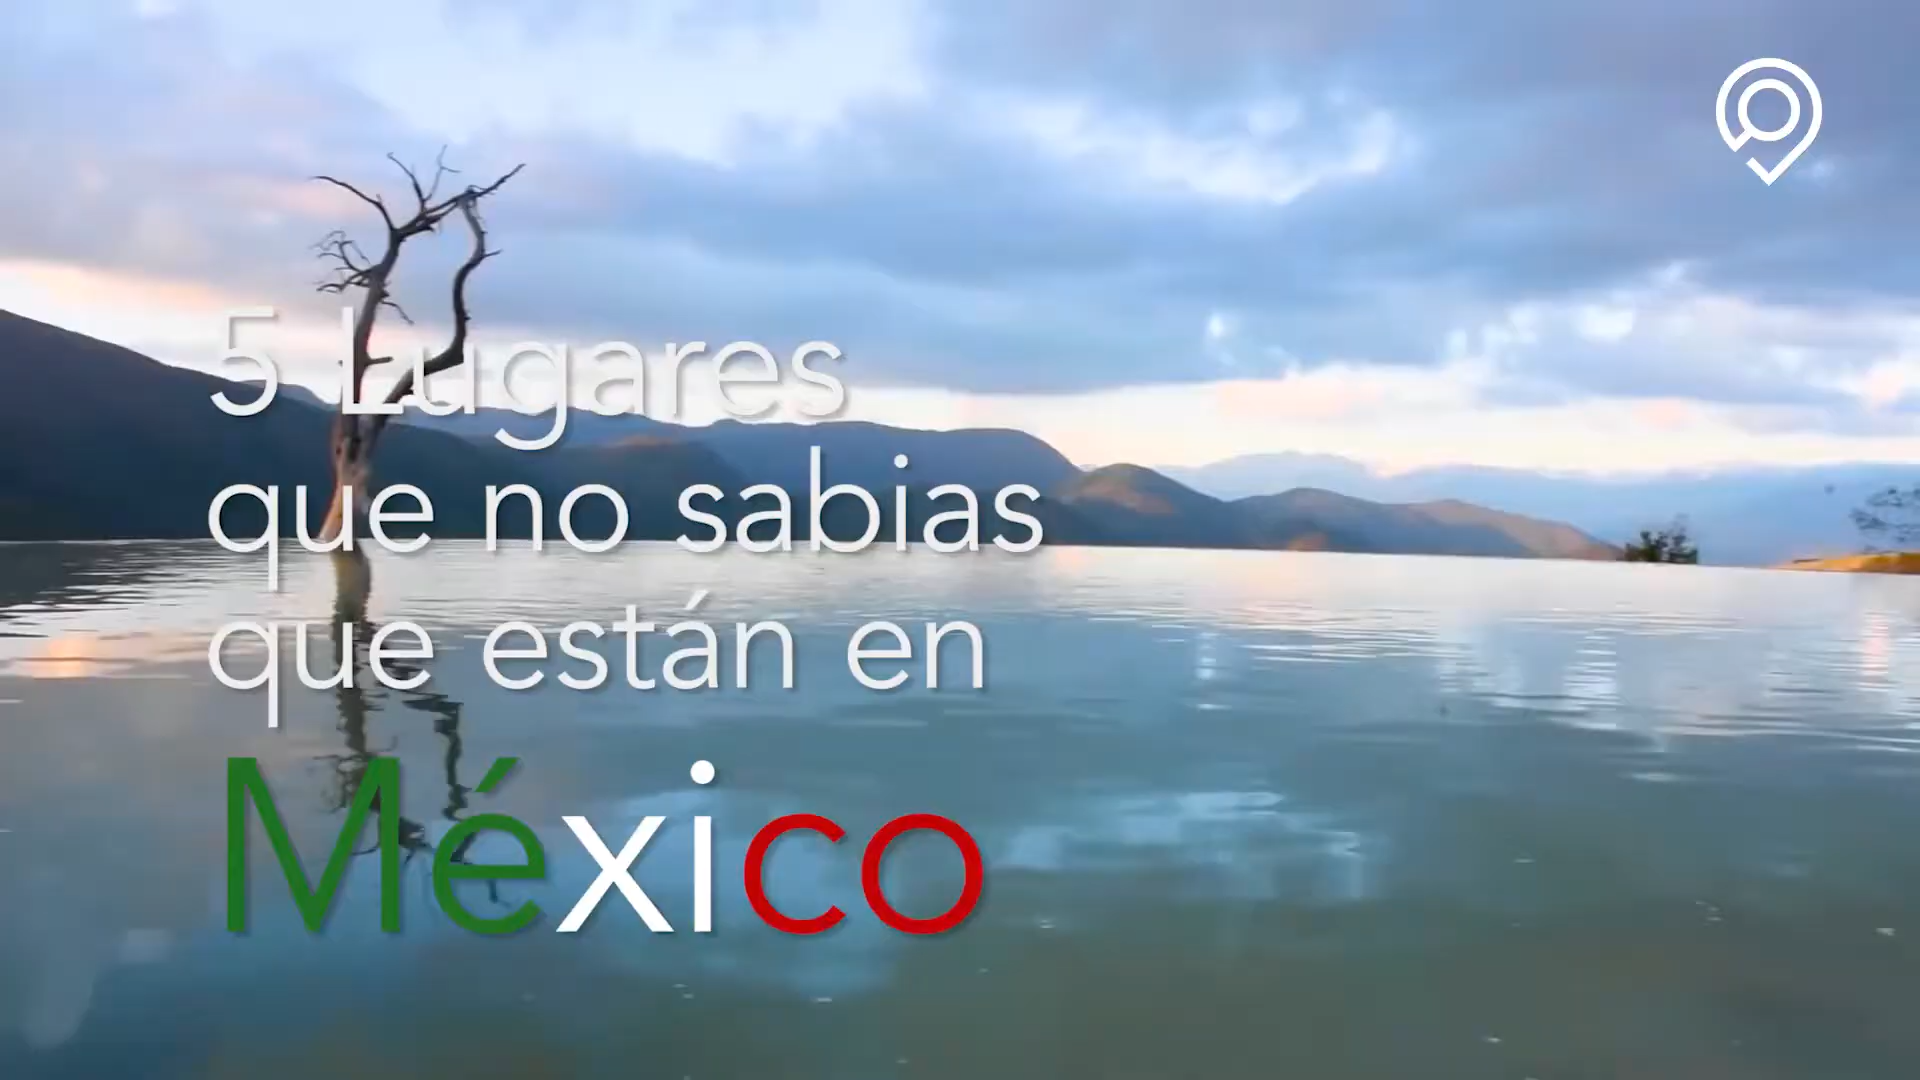 5 Lugares
que no sabias
que están en
México